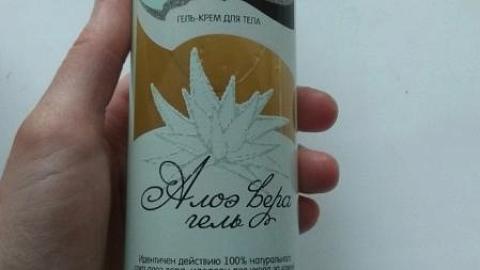 ГЕЛЬ-КРЕМ ДЛЯ ТЕЛА
Алоэ Вера
гель
Идентичен действию 100% натурального